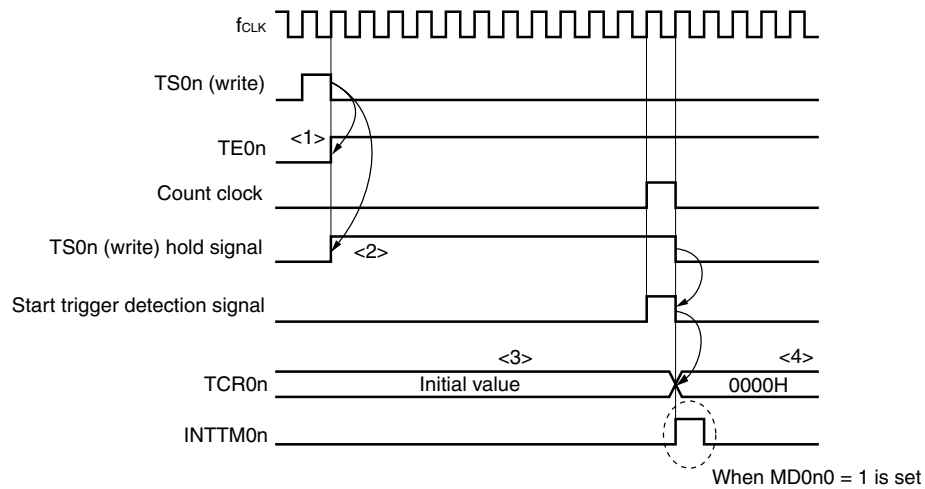 fCLK
TS0n (write)
<1>
TE0n
Count clock
TS0n (write) hold signal
<2>
Start trigger detection signal
<3>
<4>
TCR0n
Initial value
0000H
INTTM0n
When MD0n0 = 1 is set